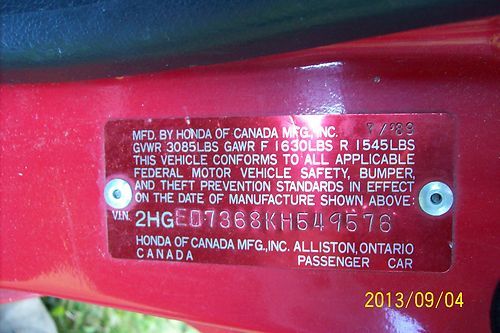 MFD. BY HONDA OF CANADA MFG., INC. 7/'89
GVWR 3085LBS GAWR F 1630LBS R 1545LBS
THIS VEHICLE CONFORMS TO ALL APPLICABLE
FEDERAL MOTOR VEHICLE SAFETY, BUMPER,
AND THEFT PREVENTION STANDARDS IN EFFECT
ON THE DATE OF MANUFACTURE SHOWN, ABOVE:
V.I.N. 2HGED7368KH549576
HONDA OF CANADA MFG.,INC. ALLISTON, ONTARIO
CANADA PASSENGER CAR
2013/09/04